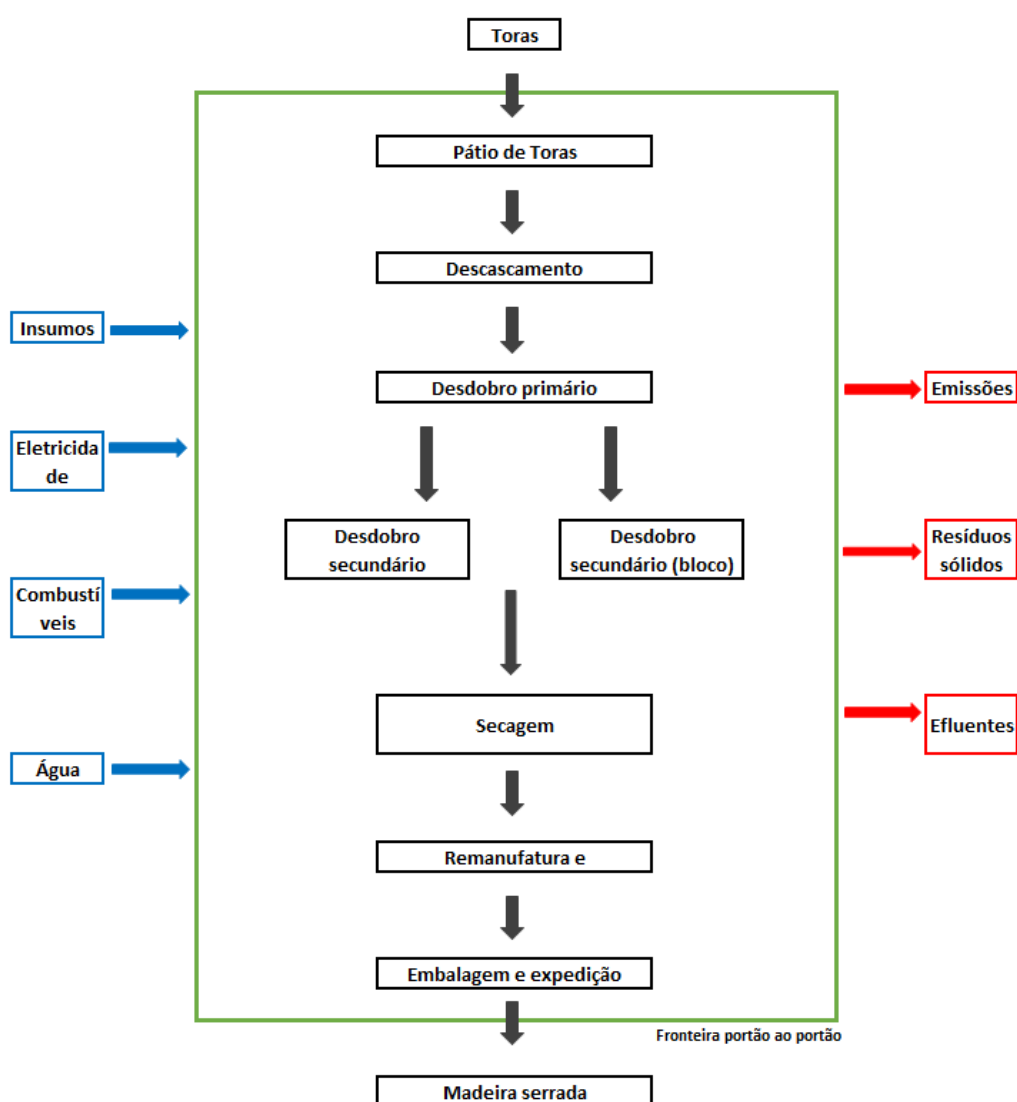 Toras
Pátio de Toras
Descascamento
Insumos
Desdobro primário
Emissões
Eletricida
de
Desdobro
secundário
Desdobro
secundário (bloco)
Resíduos
sólidos
Combustí
veis
Secagem
Efluentes
Água
Remanufatura e
Embalagem e expedição
Fronteira portão ao portão
Madeira serrada